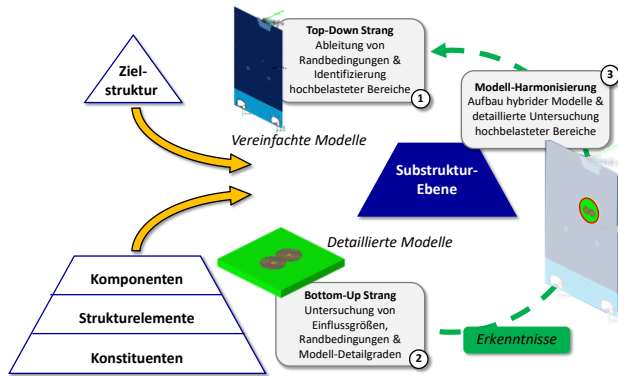 Top-Down Strang
Ableitung von
Randbedingungen &
Identifizierung
hochbelasteter Bereiche
1
Ziel-
struktur
Vereinfachte Modelle
3
Modell-Harmonisierung
Aufbau hybrider Modelle &
detaillierte Untersuchung
hochbelasteter Bereiche
Substruktur-
Ebene
Detaillierte Modelle
Komponenten
Strukturelemente
Konstituenten
Bottom-Up Strang
Untersuchung von
Einflussgrößen,
Randbedingungen &
Modell-Detailgraden
2
Erkenntnisse